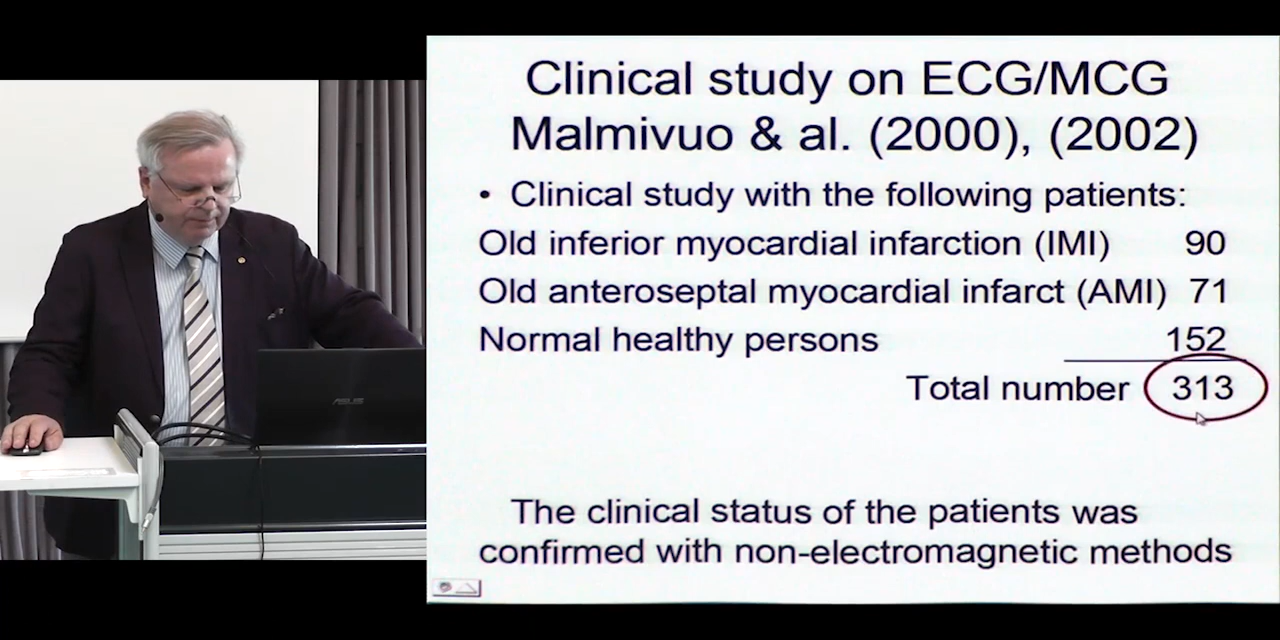 Clinical study on ECG/MCG
Malmivuo & al. (2000), (2002)
• Clinical study with the following patients:
Old inferior myocardial infarction (IMI) 90
Old anteroseptal myocardial infarct (AMI) 71
Normal healthy persons 152
Total number 313
The clinical status of the patients was
confirmed with non-electromagnetic methods
ASUS